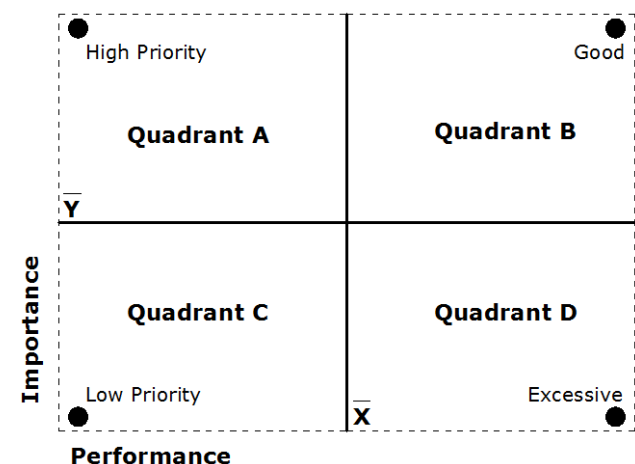 High Priority
Good
Quadrant A
Quadrant B
Y̅
Importance
Quadrant C
Quadrant D
Low Priority
X̅
Excessive
Performance